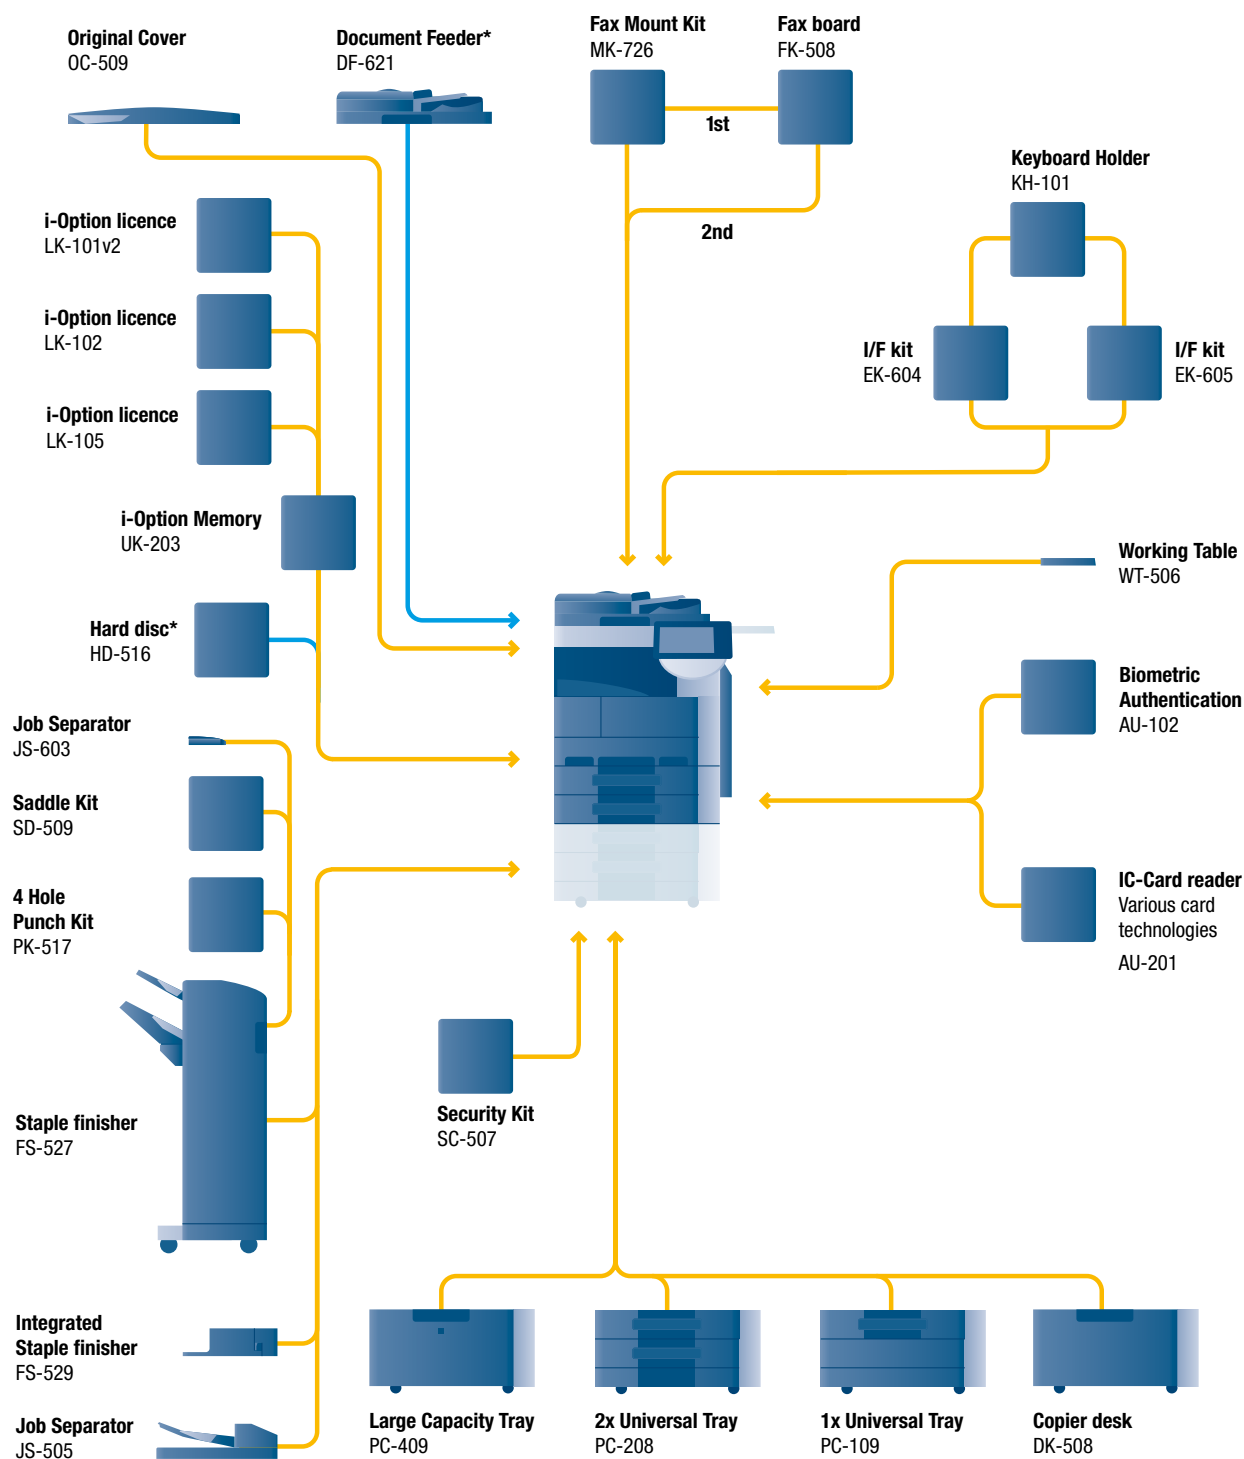 Original Cover
OC-509
Document Feeder*
DF-621
Fax Mount Kit
MK-726
Fax board
FK-508
1st
2nd
Keyboard Holder
KH-101
i-Option licence
LK-101v2
i-Option licence
LK-102
i-Option licence
LK-105
I/F kit
EK-604
I/F kit
EK-605
i-Option Memory
UK-203
Hard disc*
HD-516
Working Table
WT-506
Biometric
Authentication
AU-102
Job Separator
JS-603
Saddle Kit
SD-509
4 Hole
Punch Kit
PK-517
IC-Card reader
Various card
technologies
AU-201
Security Kit
SC-507
Staple finisher
FS-527
Integrated
Staple finisher
FS-529
Job Separator
JS-505
Large Capacity Tray
PC-409
2x Universal Tray
PC-208
1x Universal Tray
PC-109
Copier desk
DK-508